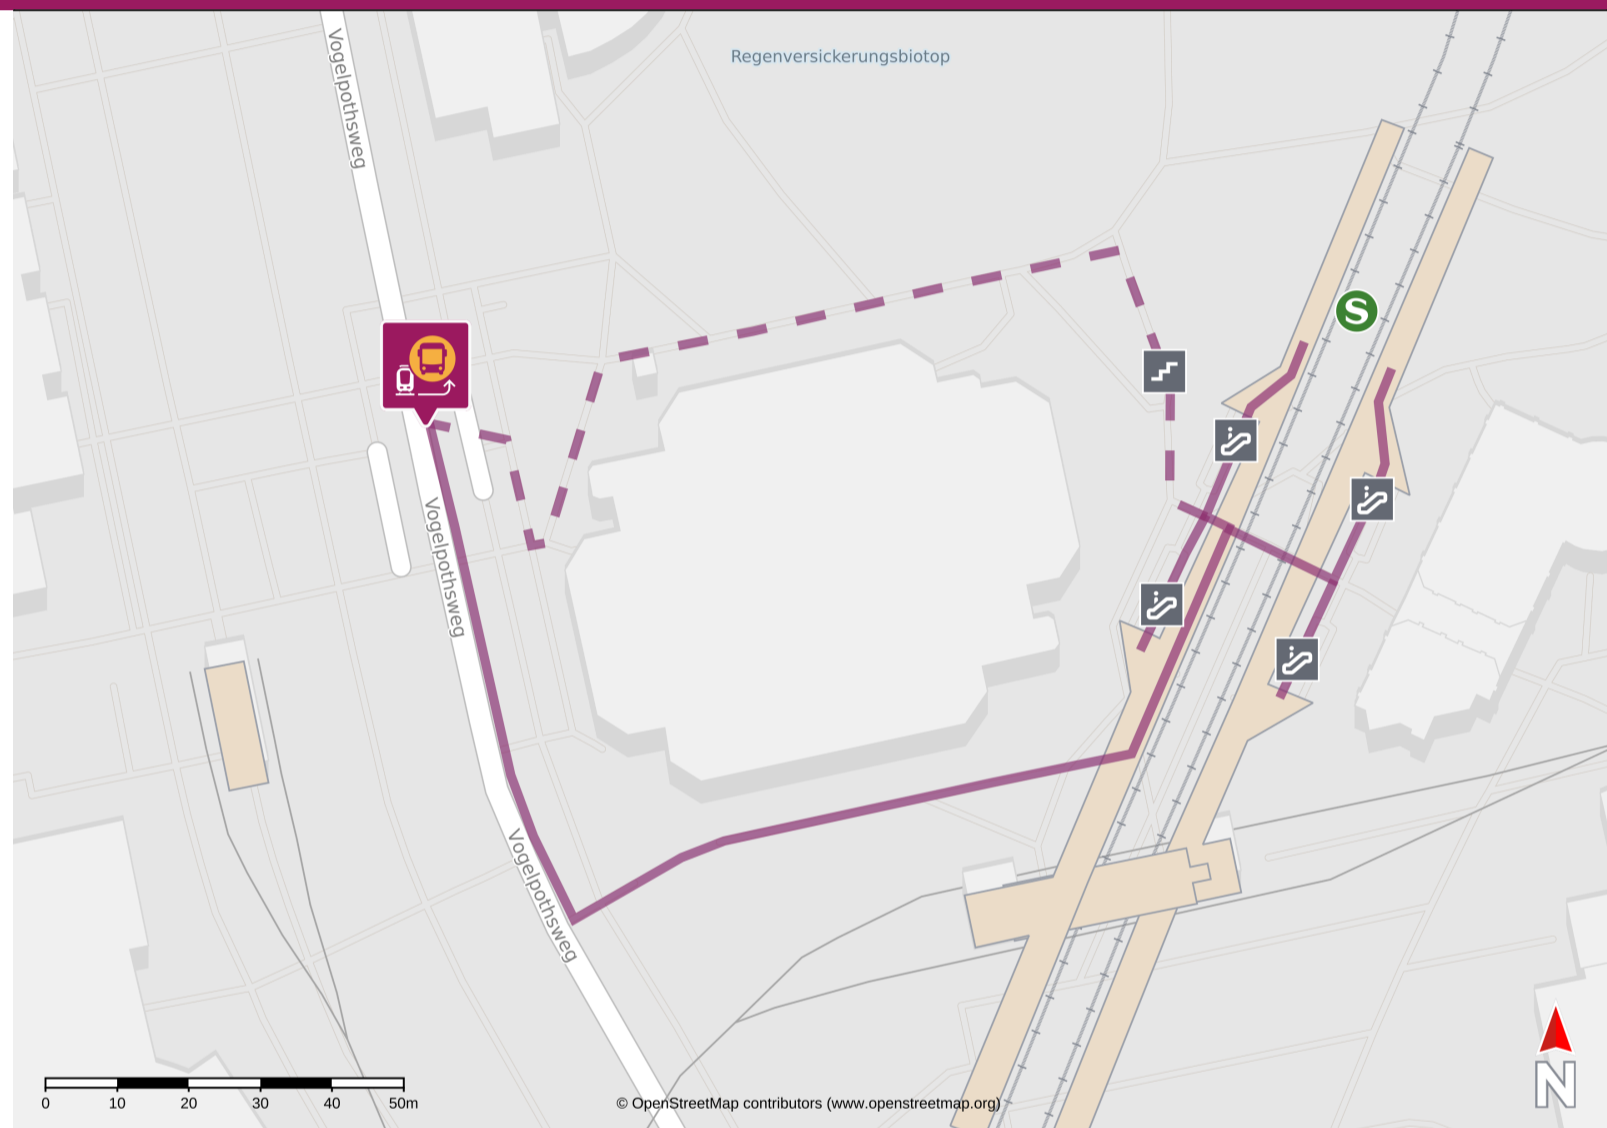 Vogelpothsweg
Regenversickerungsbiotop
S
Vogelpothsweg
Vogelpothsweg
0 10 20 30 40 50m
© OpenStreetMap contributors (www.openstreetmap.org)
N